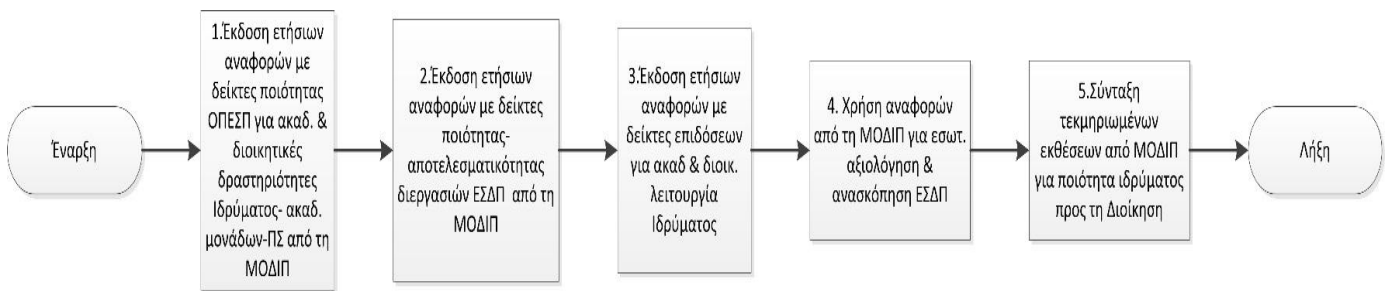 Έναρξη
1.Έκδοση ετήσιων
αναφορών με
δείκτες ποιότητας
ΟΠΕΣΠ για ακαδ. &
διοικητικές
δραστηριότητες
Ιδρύματος- ακαδ.
μονάδων-ΠΣ από τη
ΜΟΔΙΠ
2.Έκδοση ετήσιων
αναφορών με δείκτες
ποιότητας-
αποτελεσματικότητας
διεργασιών ΕΣΔΠ από τη
ΜΟΔΙΠ
3.Έκδοση ετήσιων
αναφορών με
δείκτες επιδόσεων
για ακαδ & διοικ.
λειτουργία
Ιδρύματος
4. Χρήση αναφορών
από τη ΜΟΔΙΠ για εσωτ.
αξιολόγηση &
ανασκόπηση ΕΣΔΠ
5.Σύνταξη
τεκμηριωμένων
εκθέσεων από ΜΟΔΙΠ
για ποιότητα ιδρύματος
προς τη Διοίκηση
Λήξη